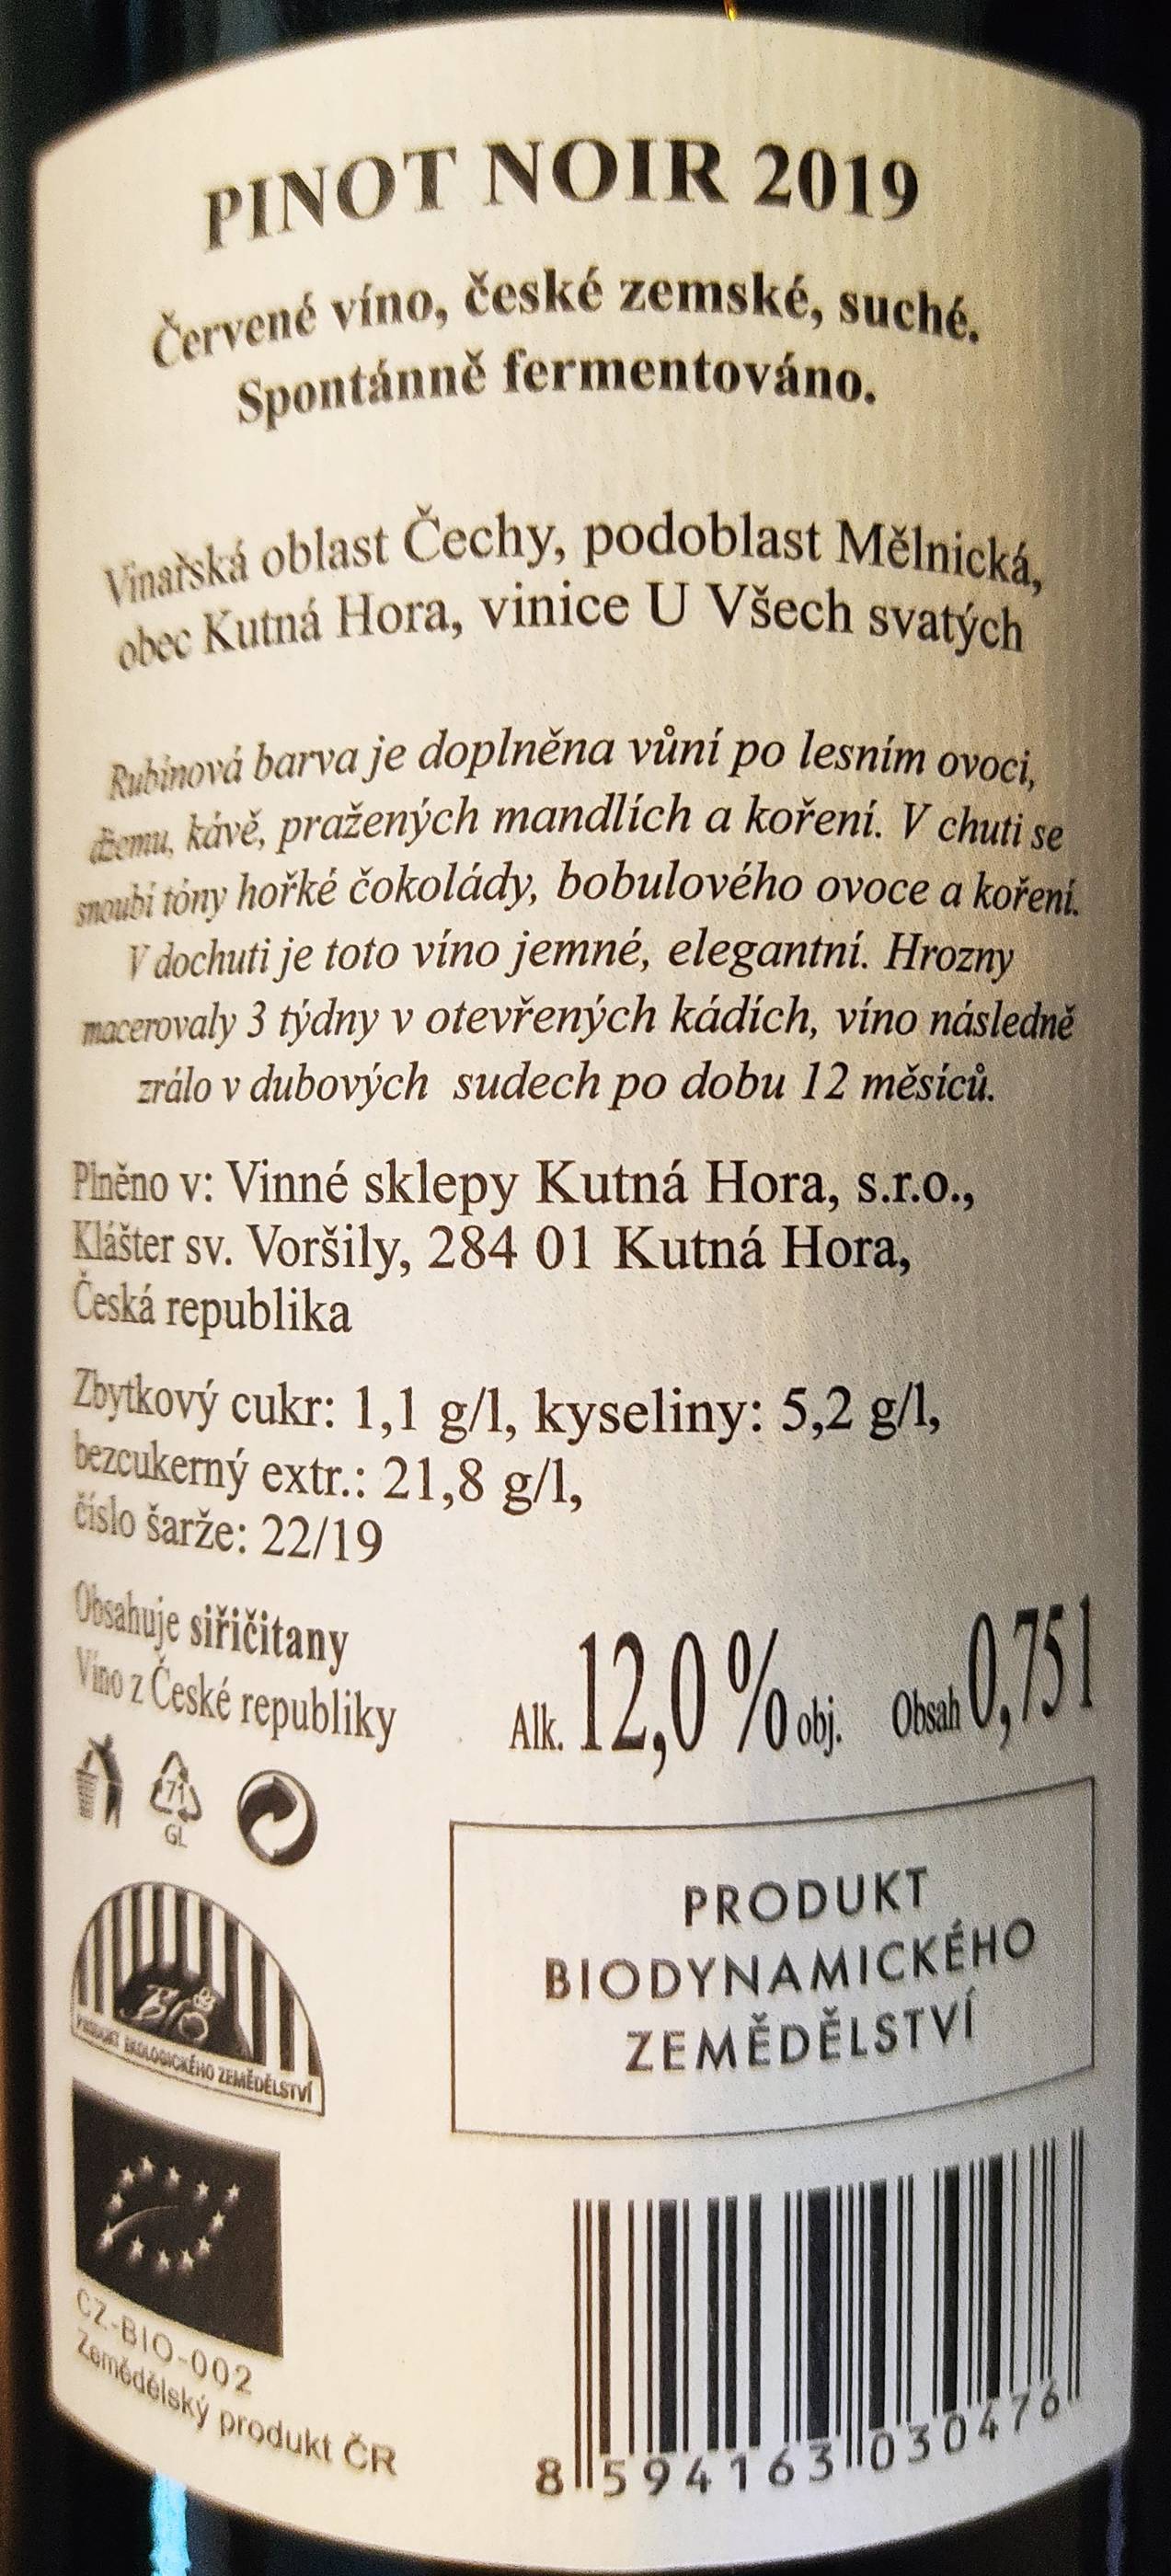 PINOT NOIR 2019
Červené víno, české zemské, suché.
Spontánně fermentováno.
Vinařská oblast Čechy, podoblast Mělnická,
obec Kutná Hora, vinice U Všech svatých
Rubínová barva je doplněna vůní po lesním ovoci,
džemu, kávě, pražených mandlích a koření. V chuti se
snoubí tóny hořké čokolády, bobulového ovoce a koření.
V dochuti je toto víno jemné, elegantní. Hrozny
macerovaly 3 týdny v otevřených kádích, víno následně
zrálo v dubových sudech po dobu 12 měsíců.
Plněno v: Vinné sklepy Kutná Hora, s.r.o.,
Klášter sv. Voršily, 284 01 Kutná Hora,
Česká republika
Zbytkový cukr: 1,1 g/l, kyseliny: 5,2 g/l,
bezcukerný extr.: 21,8 g/l,
číslo šarže: 22/19
Obsahuje siřičitany
Víno z České republiky
Alk. 12,0 % obj. Obsah 0,75 l
71
GL
PRODUKT
BIODYNAMICKÉHO
ZEMĚDĚLSTVÍ
BIO
PRODUKT EKOLOGICKÉHO ZEMĚDĚLSTVÍ
CZ-BIO-002
Zemědělský produkt ČR
8 594163 030476